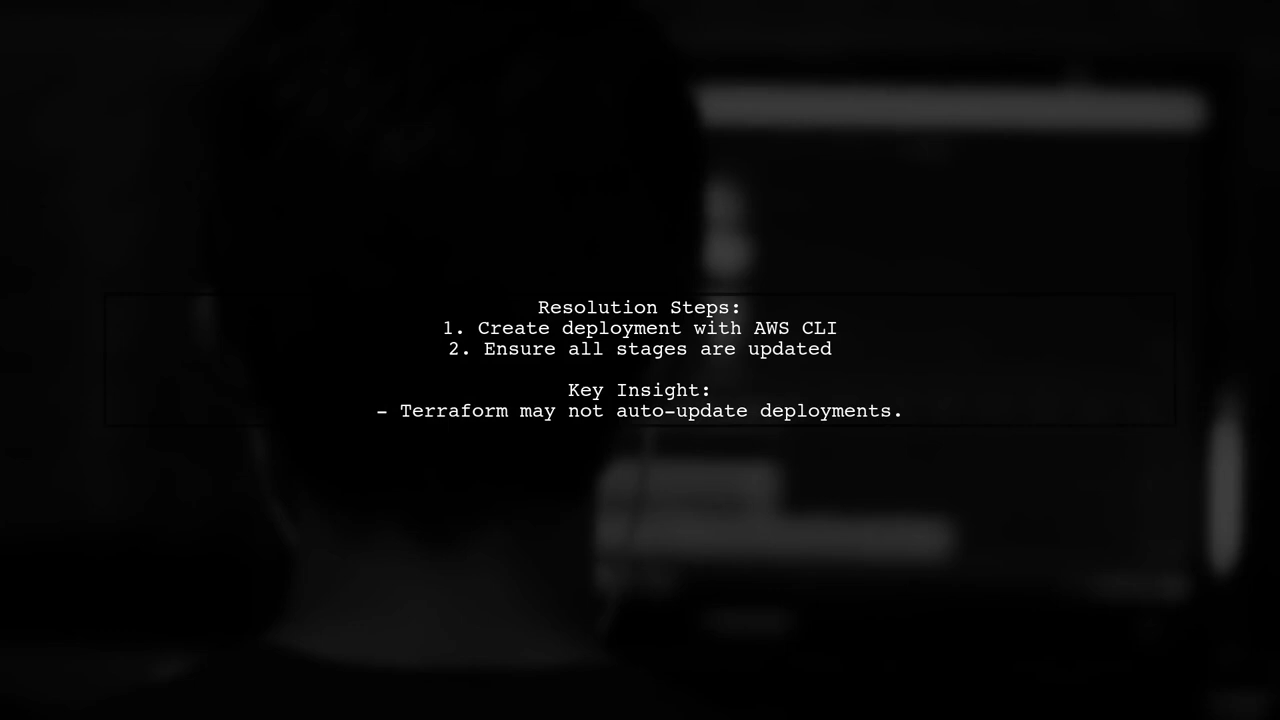 Resolution Steps:
1. Create deployment with AWS CLI
2. Ensure all stages are updated
Key Insight:
– Terraform may not auto-update deployments.